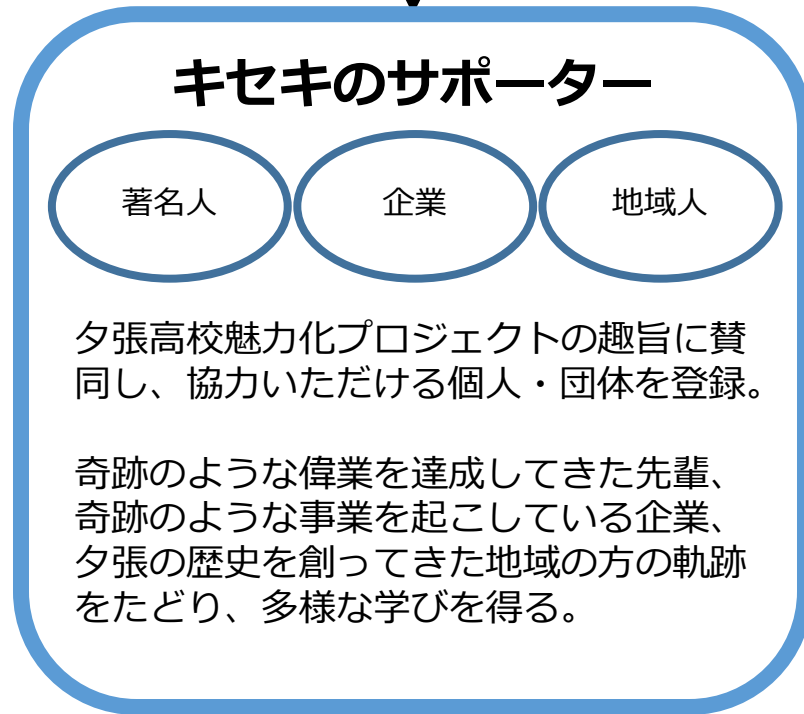 キセキのサポーター
著名人
企業
地域人
夕張高校魅力化プロジェクトの趣旨に賛
同し、協力いただける個人・団体を登録。
奇跡のような偉業を達成してきた先輩、
奇跡のような事業を起こしている企業、
夕張の歴史を創ってきた地域の方の軌跡
をたどり、多様な学びを得る。